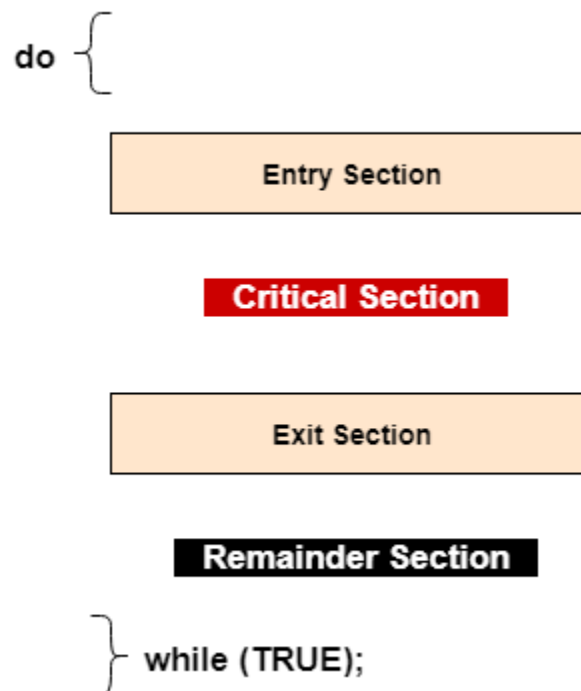 do {
Entry Section
Critical Section
Exit Section
Remainder Section
} while (TRUE);